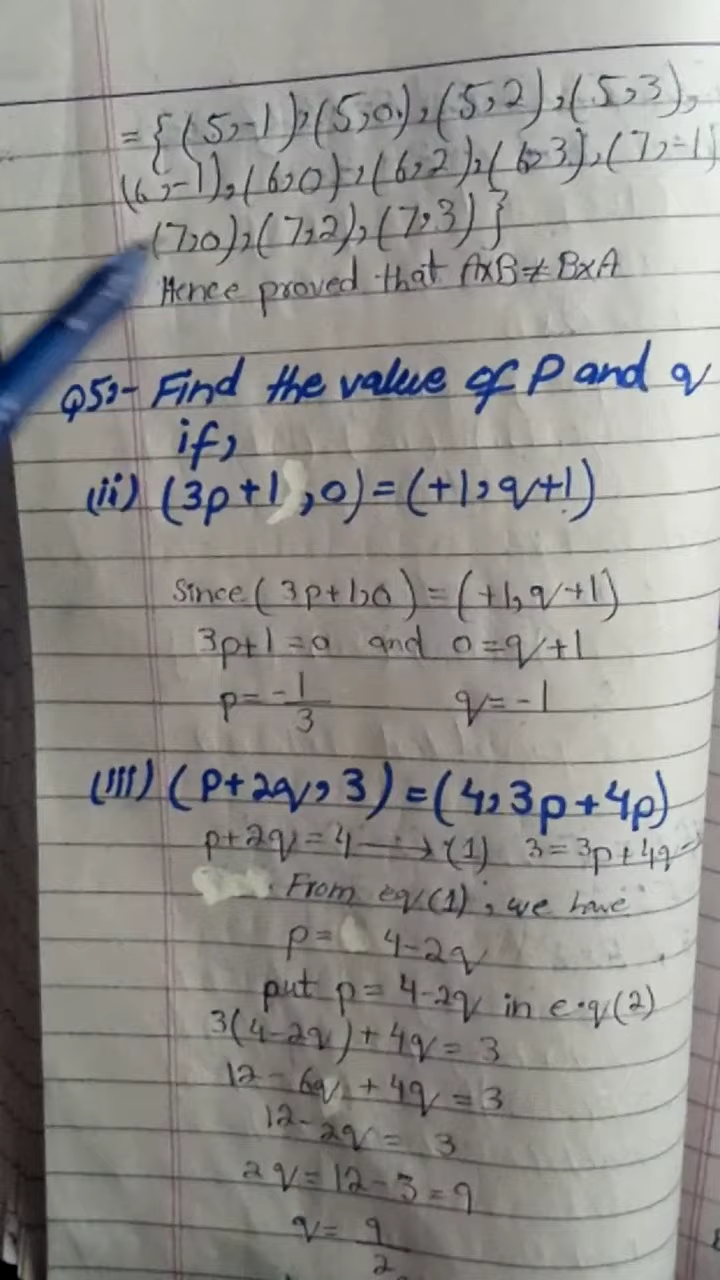 = {(5,-1),(5,0),(5,2),(5,3),
(6,-1),(6,0),(6,2),(6,3),(7,-1)
(7,0),(7,2),(7,3)}
Hence proved that A×B≠B×A
Q5:- Find the value of P and q
if,
(ii) (3p+1,0)=(+1,q+1)
Since (3p+1,0)=(+1,q+1)
3p+1=0 and 0=q+1
p=-1/3 q=-1
(iii) (p+2q,3)=(4,3p+4p)
p+2q=4→(1) 3=3p+4q→
From eq(1), we have
p= 4-2q
put p=4-2q in e.q(2)
3(4-2q)+4q=3
12-6q+4q=3
12-2q=3
2q=12-3=9
q=9/2